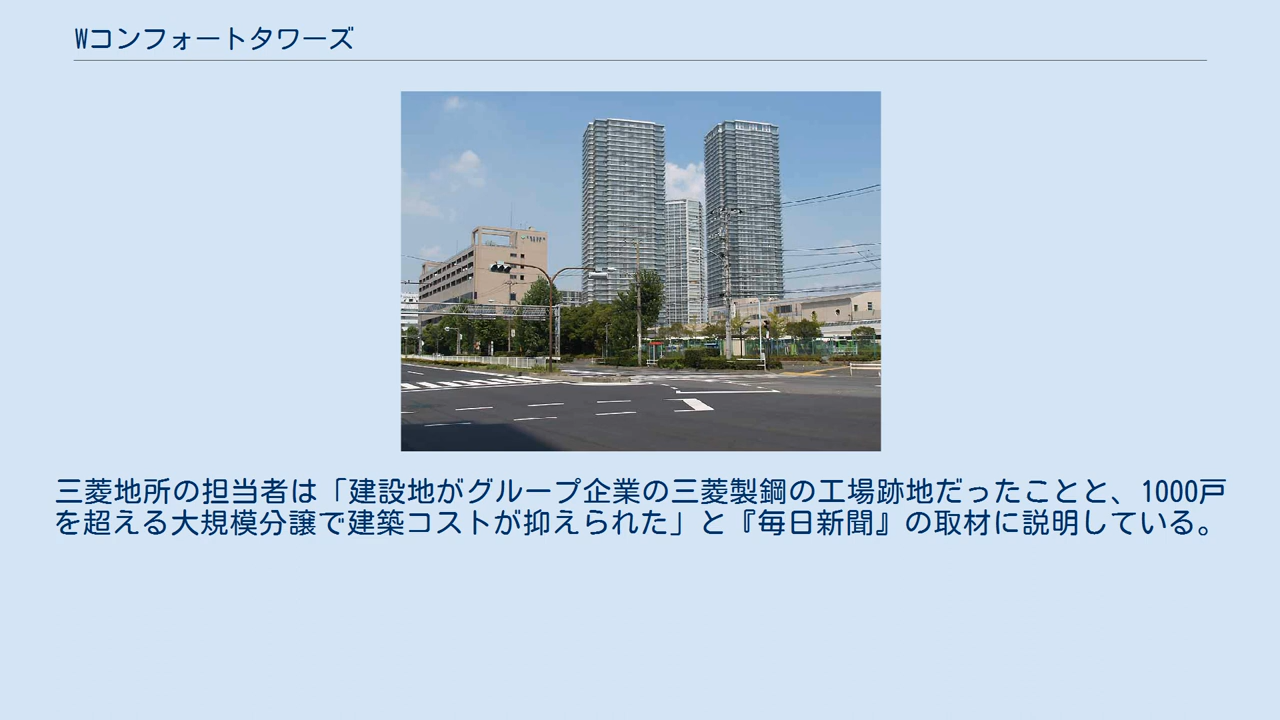 Wコンフォートタワーズ
三菱地所の担当者は「建設地がグループ企業の三菱製鋼の工場跡地だったことと、1000戸
を超える大規模分譲で建築コストが抑えられた」と『毎日新聞』の取材に説明している。